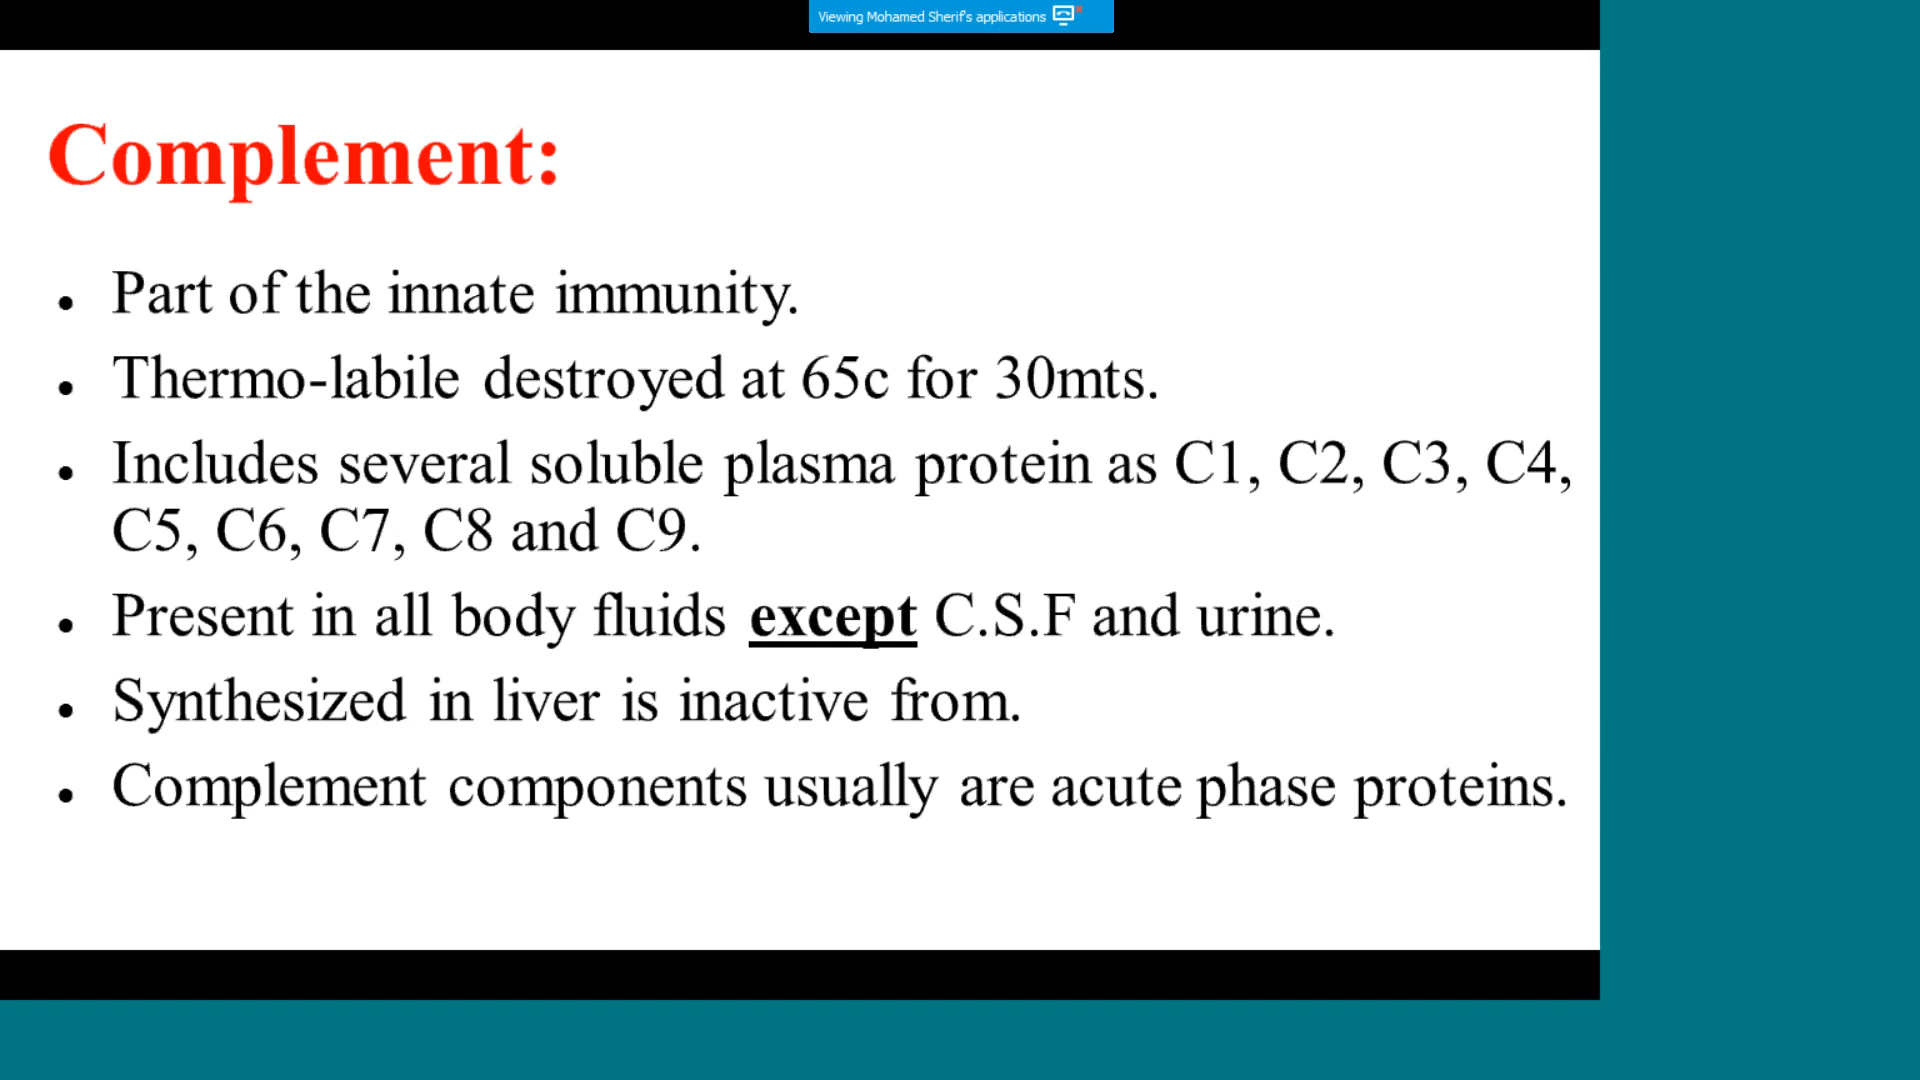 Viewing Mohamed Sherif's applications
Complement:
• Part of the innate immunity.
• Thermo-labile destroyed at 65c for 30mts.
• Includes several soluble plasma protein as C1, C2, C3, C4,
C5, C6, C7, C8 and C9.
• Present in all body fluids except C.S.F and urine.
• Synthesized in liver is inactive from.
• Complement components usually are acute phase proteins.